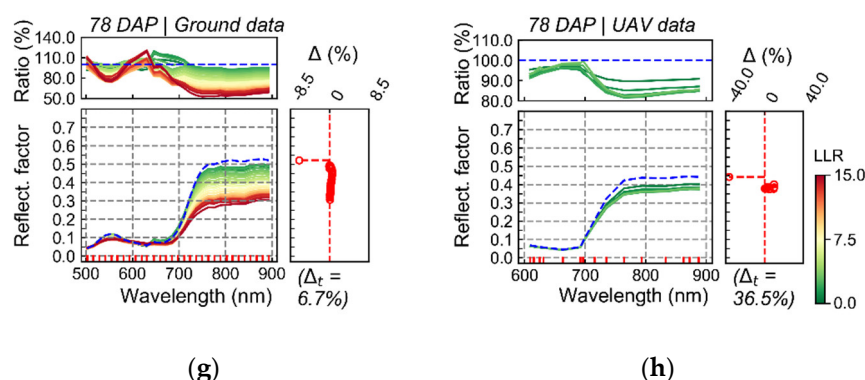 78 DAP | Ground data
Ratio (%)
140.0
110.0
80.0
50.0
Δ (%)
-8.5
0
8.5
Reflect. factor
0.7
0.6
0.5
0.4
0.3
0.2
0.1
0.0
500 600 700 800 900
Wavelength (nm)
(Δt =
6.7%)
(g)
78 DAP | UAV data
Ratio (%)
110.0
100.0
90.0
80.0
Δ (%)
-40.0
0
40.0
Reflect. factor
0.7
0.6
0.5
0.4
0.3
0.2
0.1
0.0
600 700 800 900
Wavelength (nm)
(Δt =
36.5%)
LLR
15.0
7.5
0.0
(h)